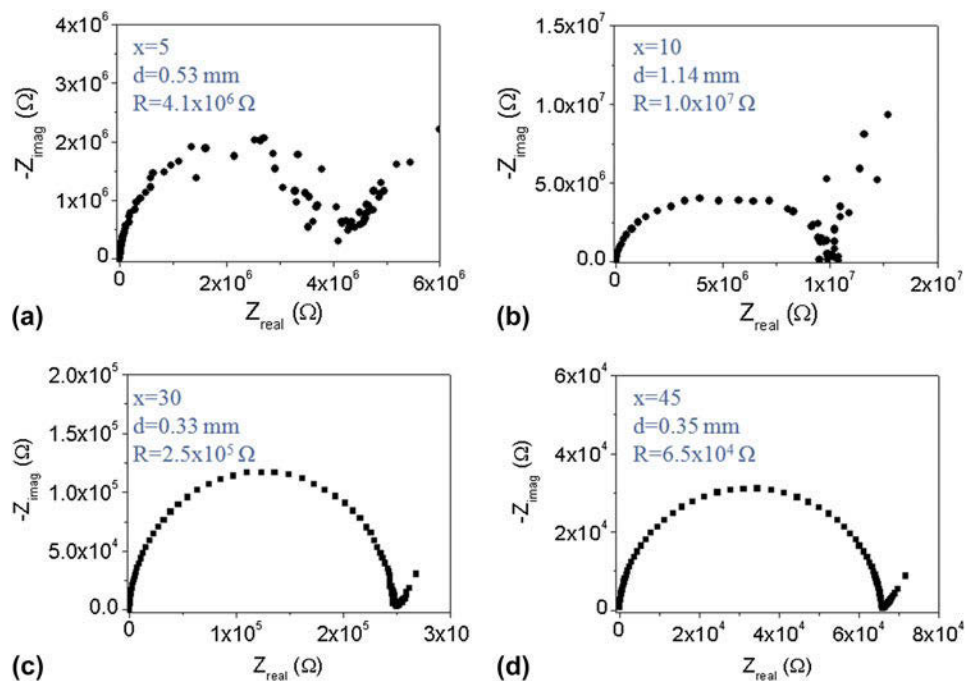 4x10⁶
3x10⁶
2x10⁶
1x10⁶
0
-Z_imag (Ω)
x=5
d=0.53 mm
R=4.1x10⁶ Ω
0
2x10⁶
4x10⁶
6x10⁶
Z_real (Ω)
(a)
1.5x10⁷
1.0x10⁷
5.0x10⁶
0.0
-Z_imag (Ω)
x=10
d=1.14 mm
R=1.0x10⁷ Ω
0
5x10⁶
1x10⁷
2x10⁷
2x10⁷
Z_real (Ω)
(b)
2.0x10⁵
1.5x10⁵
1.0x10⁵
5.0x10⁴
0.0
-Z_imag (Ω)
x=30
d=0.33 mm
R=2.5x10⁵ Ω
0
1x10⁵
2x10⁵
3x10
Z_real (Ω)
(c)
6x10⁴
4x10⁴
2x10⁴
0
-Z_imag (Ω)
x=45
d=0.35 mm
R=6.5x10⁴ Ω
0
2x10⁴
4x10⁴
6x10⁴
8x10⁴
Z_real (Ω)
(d)